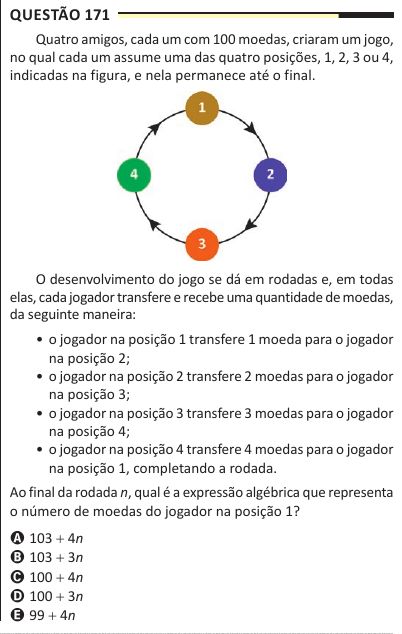 QUESTÃO 171
Quatro amigos, cada um com 100 moedas, criaram um jogo,
no qual cada um assume uma das quatro posições, 1, 2, 3 ou 4,
indicadas na figura, e nela permanece até o final.
1
4
2
3
O desenvolvimento do jogo se dá em rodadas e, em todas
elas, cada jogador transfere e recebe uma quantidade de moedas,
da seguinte maneira:
• o jogador na posição 1 transfere 1 moeda para o jogador
na posição 2;
• o jogador na posição 2 transfere 2 moedas para o jogador
na posição 3;
• o jogador na posição 3 transfere 3 moedas para o jogador
na posição 4;
• o jogador na posição 4 transfere 4 moedas para o jogador
na posição 1, completando a rodada.
Ao final da rodada n, qual é a expressão algébrica que representa
o número de moedas do jogador na posição 1?
A 103 + 4n
B 103 + 3n
C 100 + 4n
D 100 + 3n
E 99 + 4n